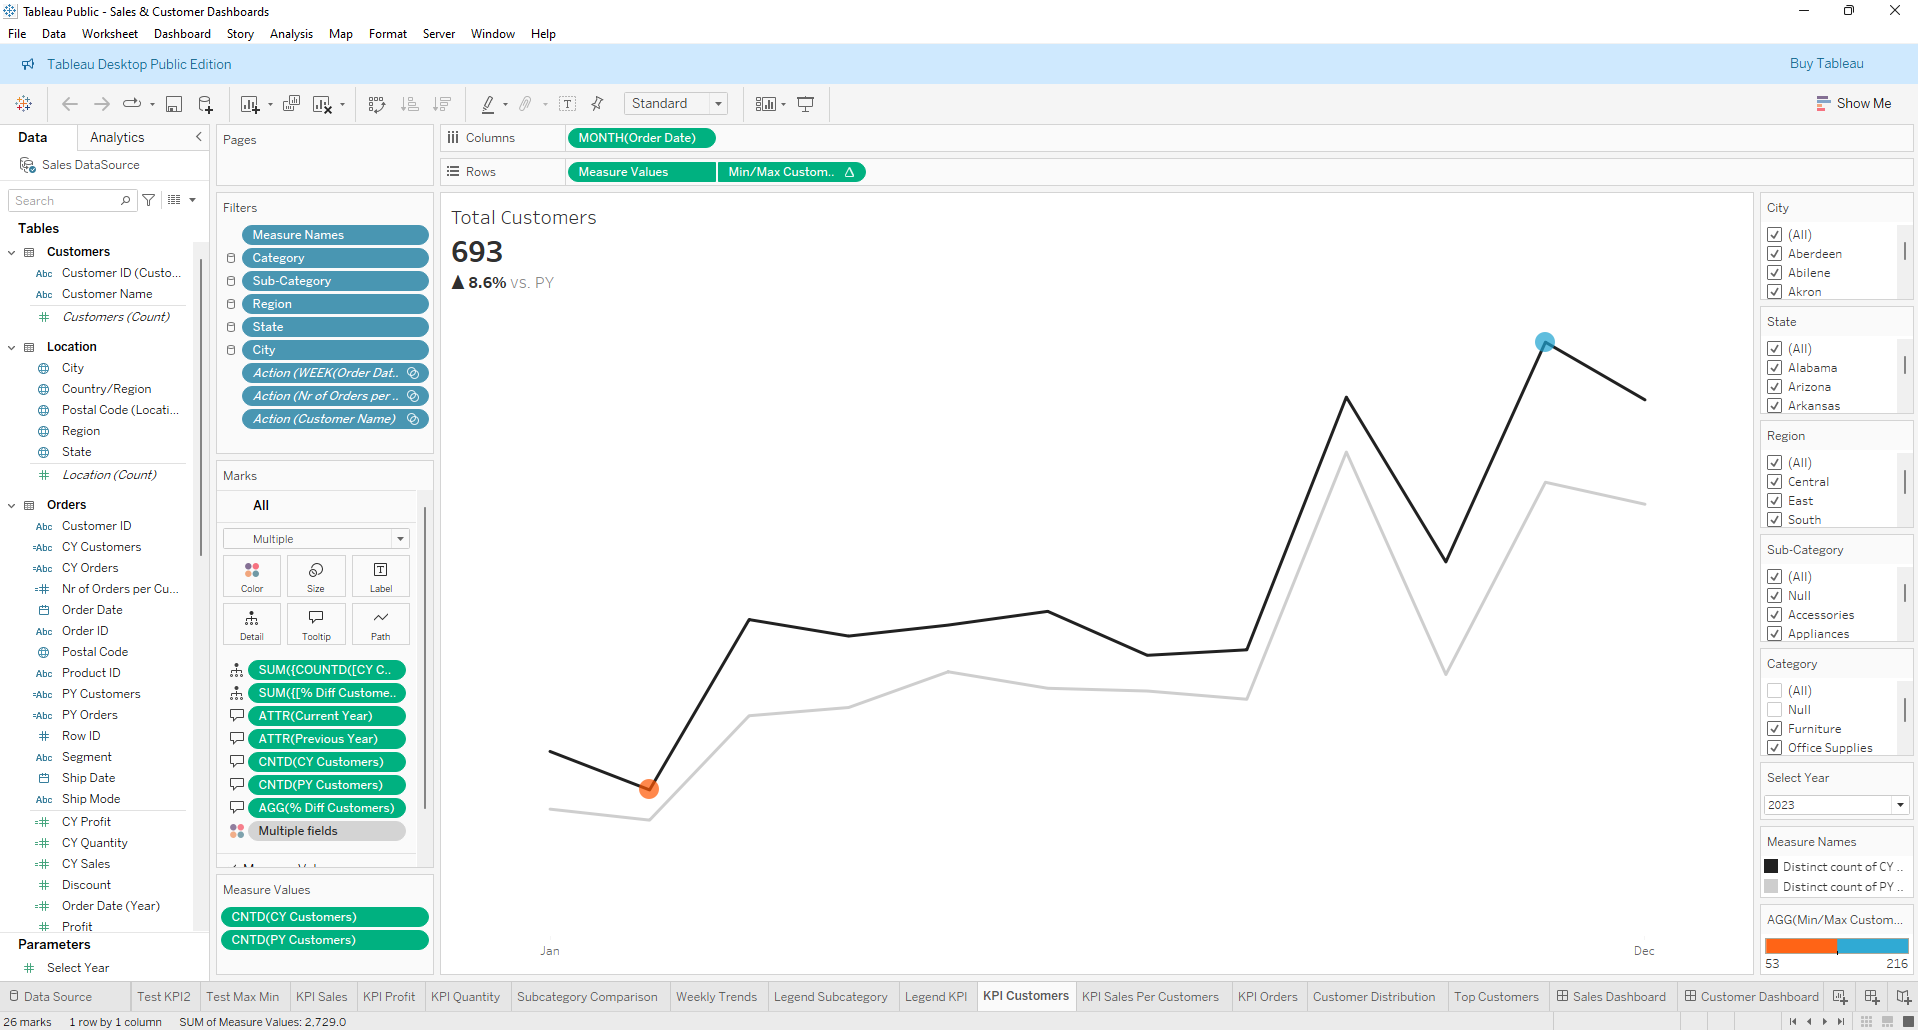 Tableau Public - Sales & Customer Dashboards
File Data Worksheet Dashboard Story Analysis Map Format Server Window Help
Tableau Desktop Public Edition
Buy Tableau
Standard
Show Me
Data
Analytics
Sales DataSource
Search
Tables
Customers
Abc Customer ID (Custo...
Abc Customer Name
Customers (Count)
Location
City
Country/Region
Postal Code (Locati...
Region
State
Location (Count)
Orders
Abc Customer ID
=Abc CY Customers
=Abc CY Orders
Nr of Orders per Cu...
Order Date
Abc Order ID
Postal Code
Abc Product ID
=Abc PY Customers
=Abc PY Orders
Row ID
Abc Segment
Ship Date
Abc Ship Mode
CY Profit
CY Quantity
CY Sales
Discount
Order Date (Year)
Profit
Parameters
Select Year
Pages
Filters
Measure Names
Category
Sub-Category
Region
State
City
Action (WEEK(Order Dat..
Action (Nr of Orders per ..
Action (Customer Name)
Marks
All
Multiple
Color Size Label
Detail Tooltip Path
SUM({COUNTD([CY C..
SUM({[% Diff Custome..
ATTR(Current Year)
ATTR(Previous Year)
CNTD(CY Customers)
CNTD(PY Customers)
AGG(% Diff Customers)
Multiple fields
Measure Values
CNTD(CY Customers)
CNTD(PY Customers)
Columns MONTH(Order Date)
Rows Measure Values Min/Max Custom.. Δ
Total Customers
693
▲ 8.6% vs. PY
Jan Dec
City
(All)
Aberdeen
Abilene
Akron
State
(All)
Alabama
Arizona
Arkansas
Region
(All)
Central
East
South
Sub-Category
(All)
Null
Accessories
Appliances
Category
(All)
Null
Furniture
Office Supplies
Select Year
2023
Measure Names
Distinct count of CY ..
Distinct count of PY ..
AGG(Min/Max Custom...
53 216
Data Source Test KPI2 Test Max Min KPI Sales KPI Profit KPI Quantity Subcategory Comparison Weekly Trends Legend Subcategory Legend KPI KPI Customers KPI Sales Per Customers KPI Orders Customer Distribution Top Customers Sales Dashboard Customer Dashboard
26 marks 1 row by 1 column SUM of Measure Values: 2,729.0